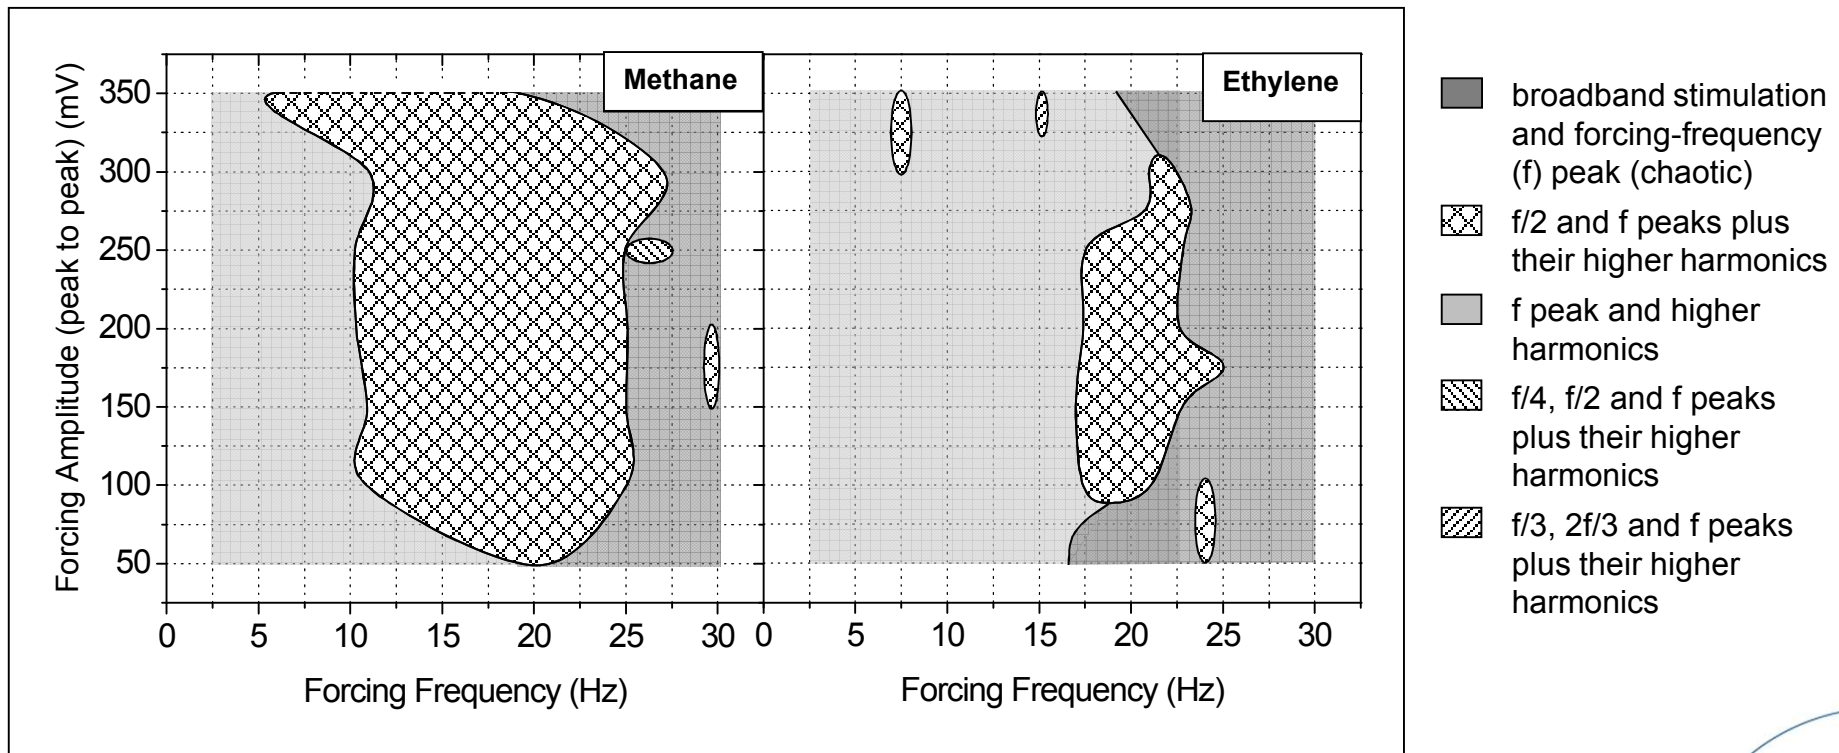 Methane
Ethylene
Forcing Amplitude (peak to peak) (mV)
350
300
250
200
150
100
50
0 5 10 15 20 25 30
0 5 10 15 20 25 30
Forcing Frequency (Hz)
Forcing Frequency (Hz)
broadband stimulation
and forcing-frequency
(f) peak (chaotic)
f/2 and f peaks plus
their higher harmonics
f peak and higher
harmonics
f/4, f/2 and f peaks
plus their higher
harmonics
f/3, 2f/3 and f peaks
plus their higher
harmonics